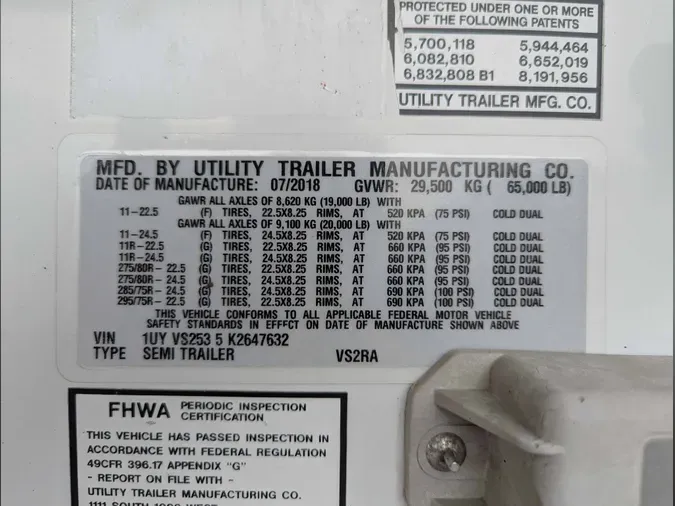 PROTECTED UNDER ONE OR MORE
OF THE FOLLOWING PATENTS
5,700,118 5,944,464
6,082,810 6,652,019
6,832,808 B1 8,191,956
UTILITY TRAILER MFG. CO.
MFD. BY UTILITY TRAILER MANUFACTURING CO.
DATE OF MANUFACTURE: 07/2018 GVWR: 29,500 KG ( 65,000 LB)
GAWR ALL AXLES OF 8,620 KG (19,000 LB) WITH
11-22.5 (F) TIRES, 22.5X8.25 RIMS, AT 520 KPA (75 PSI) COLD DUAL
GAWR ALL AXLES OF 9,100 KG (20,000 LB) WITH
11-24.5 (F) TIRES, 24.5X8.25 RIMS, AT 520 KPA (75 PSI) COLD DUAL
11R-22.5 (G) TIRES, 22.5X8.25 RIMS, AT 660 KPA (95 PSI) COLD DUAL
11R-24.5 (G) TIRES, 24.5X8.25 RIMS, AT 660 KPA (95 PSI) COLD DUAL
275/80R- 22.5 (G) TIRES, 22.5X8.25 RIMS, AT 660 KPA (95 PSI) COLD DUAL
275/80R- 24.5 (G) TIRES, 24.5X8.25 RIMS, AT 660 KPA (95 PSI) COLD DUAL
285/75R- 24.5 (G) TIRES, 24.5X8.25 RIMS, AT 690 KPA (100 PSI) COLD DUAL
295/75R- 22.5 (G) TIRES, 22.5X8.25 RIMS, AT 690 KPA (100 PSI) COLD DUAL
THIS VEHICLE CONFORMS TO ALL APPLICABLE FEDERAL MOTOR VEHICLE
SAFETY STANDARDS IN EFFFCT ON DATE OF MANUFACTURE SHOWN ABOVE
VIN 1UY VS253 5 K2647632
TYPE SEMI TRAILER VS2RA
FHWA PERIODIC INSPECTION
CERTIFICATION
THIS VEHICLE HAS PASSED INSPECTION IN
ACCORDANCE WITH FEDERAL REGULATION
49CFR 396.17 APPENDIX "G"
- REPORT ON FILE WITH -
UTILITY TRAILER MANUFACTURING CO.
1111 SOUTH WEST